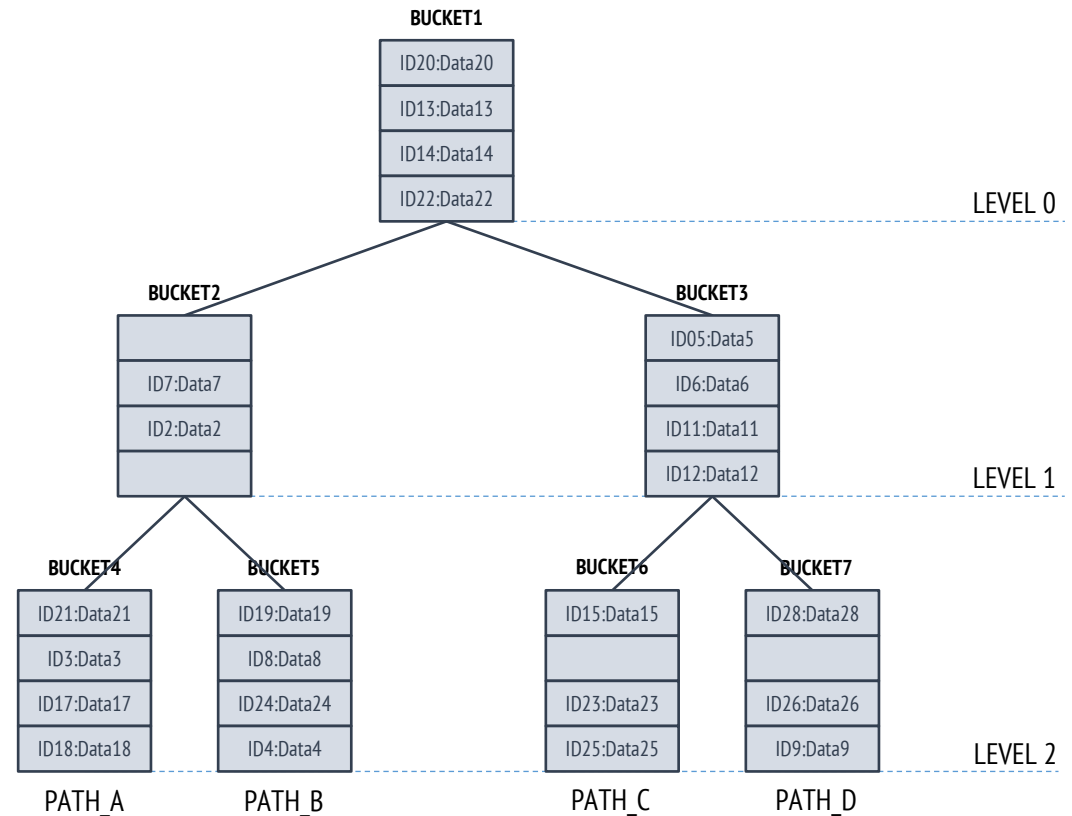 BUCKET1
ID20:Data20
ID13:Data13
ID14:Data14
ID22:Data22
LEVEL 0
BUCKET2
ID7:Data7
ID2:Data2
BUCKET3
ID05:Data5
ID6:Data6
ID11:Data11
ID12:Data12
LEVEL 1
BUCKET4
ID21:Data21
ID3:Data3
ID17:Data17
ID18:Data18
BUCKET5
ID19:Data19
ID8:Data8
ID24:Data24
ID4:Data4
BUCKET6
ID15:Data15
ID23:Data23
ID25:Data25
BUCKET7
ID28:Data28
ID26:Data26
ID9:Data9
LEVEL 2
PATH_A
PATH_B
PATH_C
PATH_D